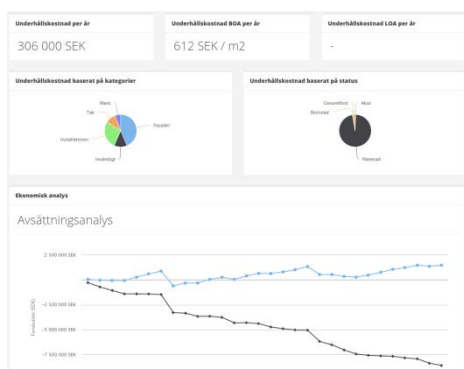 Underhållskostnad per år
306 000 SEK
Underhållskostnad BOA per år
612 SEK / m2
Underhållskostnad LOA per år
-
Underhållskostnad baserat på kategorier
Mark
Tak
Installationer
Invändigt
Fasader
Underhållskostnad baserat på status
Genomförd
Akut
Beslutad
Planerad
Ekonomisk analys
Avsättningsanalys
Fondsaldo (SEK)
2 500 000 SEK
-2 500 000 SEK
-5 000 000 SEK
-7 500 000 SEK